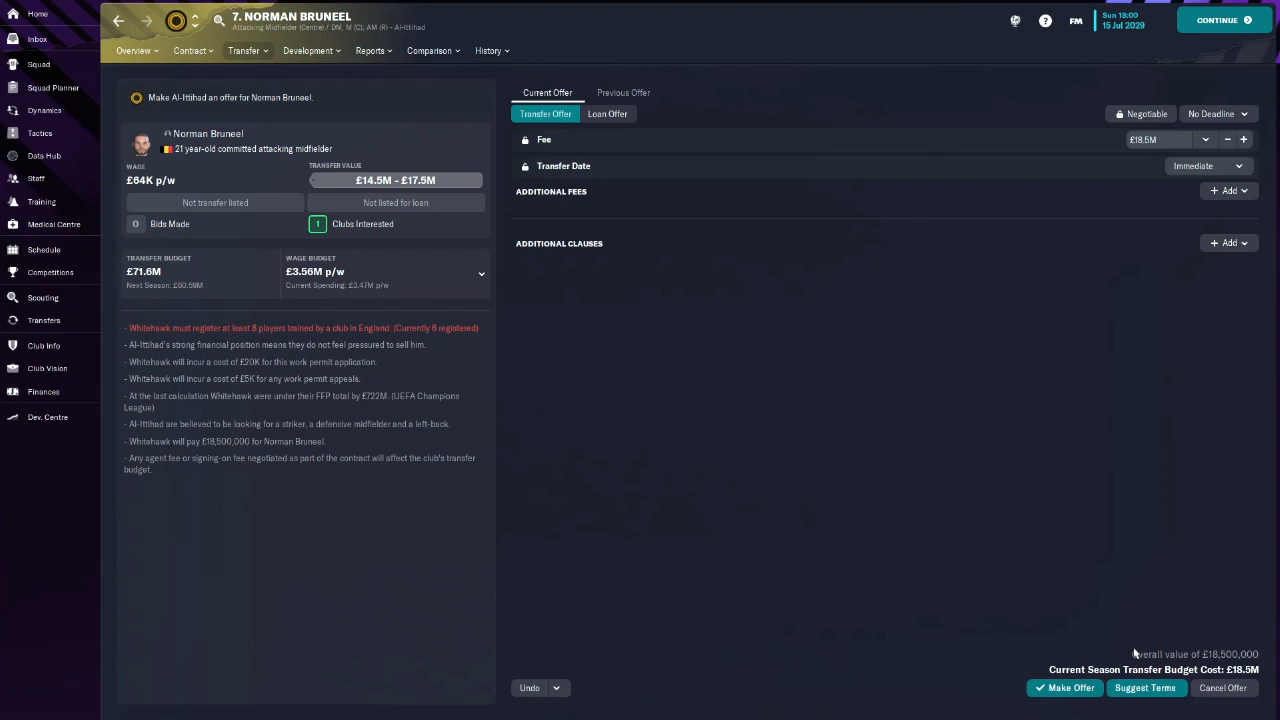 Home
Inbox
Squad
Squad Planner
Dynamics
Tactics
Data Hub
Staff
Training
Medical Centre
Schedule
Competitions
Scouting
Transfers
Club Info
Club Vision
Finances
Dev. Centre
7. NORMAN BRUNEEL
Attacking Midfielder (Centre) / DM, M (C), AM (R) - Al-Ittihad
FM
Sun 18:00
15 Jul 2029
CONTINUE
Overview
Contract
Transfer
Development
Reports
Comparison
History
Make Al-Ittihad an offer for Norman Bruneel.
Norman Bruneel
21 year-old committed attacking midfielder
WAGE
TRANSFER VALUE
£64K p/w
£14.5M - £17.5M
Not transfer listed
Not listed for loan
0 Bids Made
1 Clubs Interested
TRANSFER BUDGET
WAGE BUDGET
£71.6M
£3.56M p/w
Next Season: £60.59M
Current Spending: £3.47M p/w
- Whitehawk must register at least 8 players trained by a club in England. (Currently 6 registered)
- Al-Ittihad's strong financial position means they do not feel pressured to sell him.
- Whitehawk will incur a cost of £20K for this work permit application.
- Whitehawk will incur a cost of £5K for any work permit appeals.
- At the last calculation Whitehawk were under their FFP total by £722M. (UEFA Champions
League)
- Al-Ittihad are believed to be looking for a striker, a defensive midfielder and a left-back.
- Whitehawk will pay £18,500,000 for Norman Bruneel.
- Any agent fee or signing-on fee negotiated as part of the contract will affect the club's transfer
budget.
Current Offer
Previous Offer
Transfer Offer
Loan Offer
Negotiable
No Deadline
Fee
£18.5M
Transfer Date
Immediate
ADDITIONAL FEES
+ Add
ADDITIONAL CLAUSES
+ Add
Overall value of £18,500,000
Current Season Transfer Budget Cost: £18.5M
Undo
Make Offer
Suggest Terms
Cancel Offer